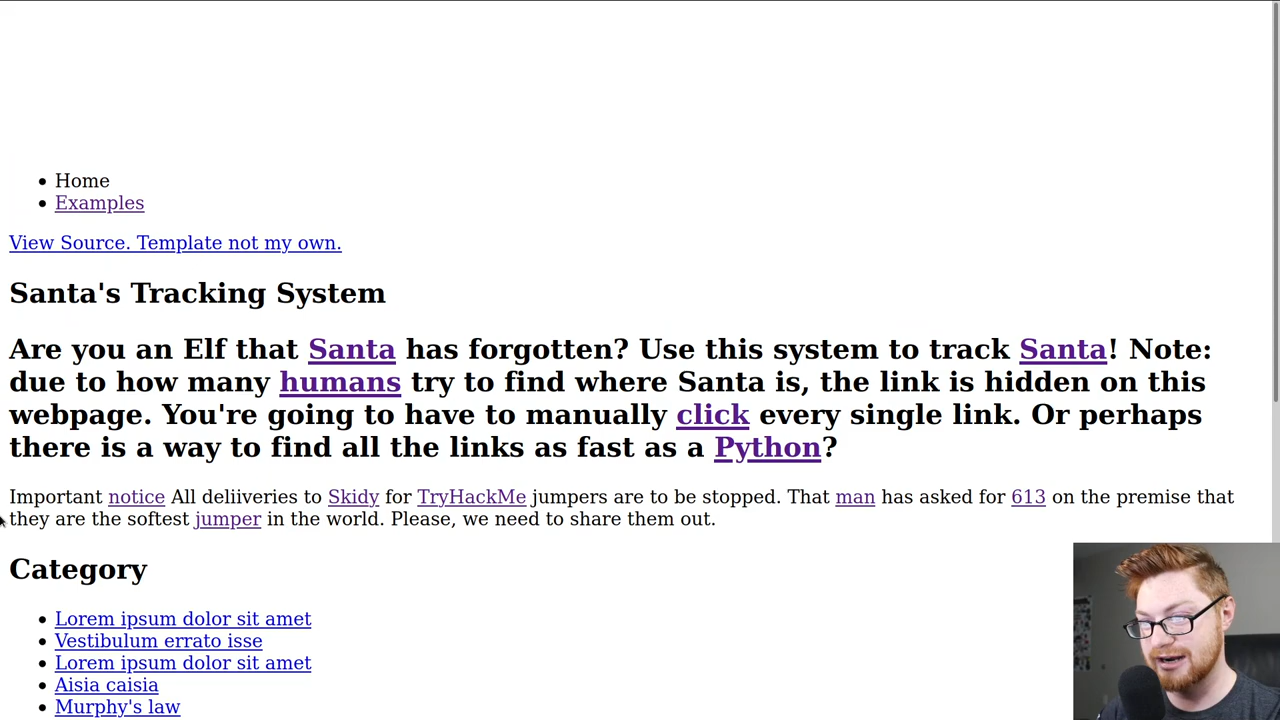 Home
Examples
View Source. Template not my own.
Santa's Tracking System
Are you an Elf that Santa has forgotten? Use this system to track Santa! Note:
due to how many humans try to find where Santa is, the link is hidden on this
webpage. You're going to have to manually click every single link. Or perhaps
there is a way to find all the links as fast as a Python?
Important notice All deliiveries to Skidy for TryHackMe jumpers are to be stopped. That man has asked for 613 on the premise that
they are the softest jumper in the world. Please, we need to share them out.
Category
Lorem ipsum dolor sit amet
Vestibulum errato isse
Lorem ipsum dolor sit amet
Aisia caisia
Murphy's law